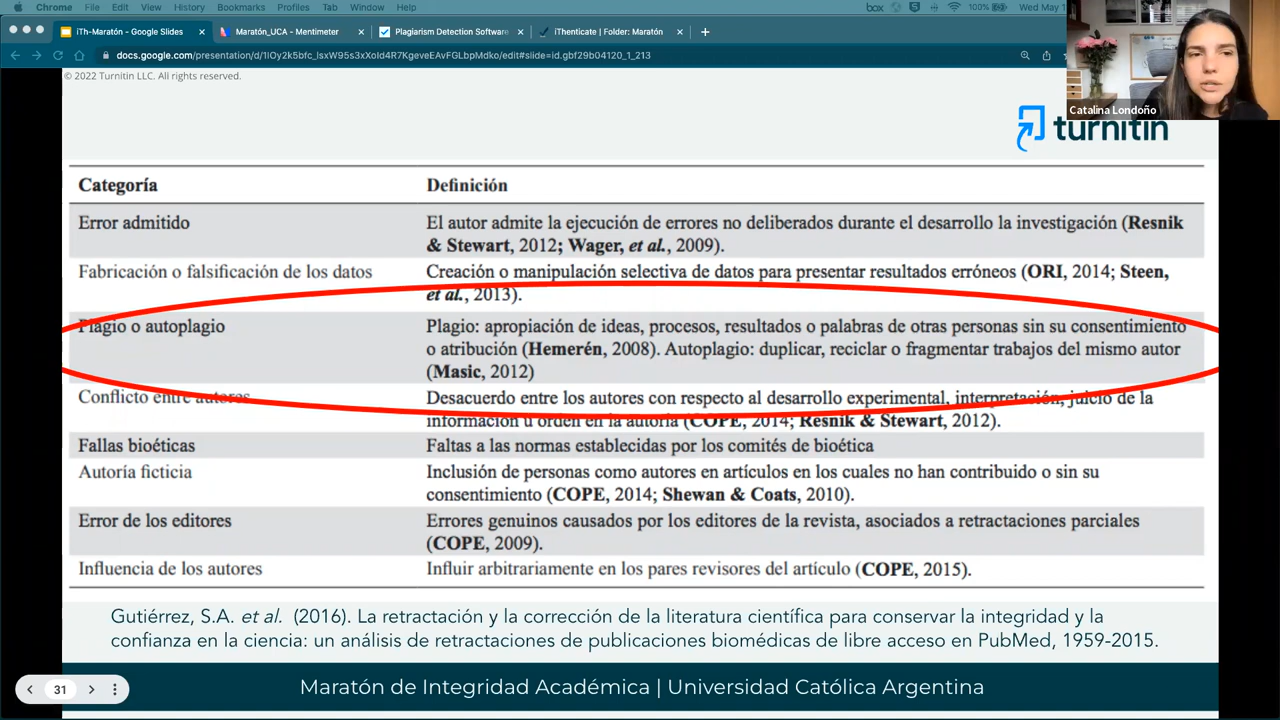 Chrome File Edit View History Bookmarks Profiles Tab Window Help box 100% Wed May 1
iTh-Maratón - Google Slides
Maratón_UCA - Mentimeter
Plagiarism Detection Software
iThenticate | Folder: Maratón
docs.google.com/presentation/d/
© 2022 Turnitin LLC. All rights reserved.
Catalina Londoño
turnitin
Categoría Definición
Error admitido El autor admite la ejecución de errores no deliberados durante el desarrollo la investigación (Resnik
& Stewart, 2012; Wager, et al., 2009).
Fabricación o falsificación de los datos Creación o manipulación selectiva de datos para presentar resultados erróneos (ORI, 2014; Steen,
et al., 2013).
Plagio o autoplagio Plagio: apropiación de ideas, procesos, resultados o palabras de otras personas sin su consentimiento
o atribución (Hemerén, 2008). Autoplagio: duplicar, reciclar o fragmentar trabajos del mismo autor
(Masic, 2012)
Conflicto entre autores Desacuerdo entre los autores con respecto al desarrollo experimental, interpretación, juicio de la
información u orden en la autoría (COPE, 2014; Resnik & Stewart, 2012).
Fallas bioéticas Faltas a las normas establecidas por los comités de bioética
Autoría ficticia Inclusión de personas como autores en artículos en los cuales no han contribuido o sin su
consentimiento (COPE, 2014; Shewan & Coats, 2010).
Error de los editores Errores genuinos causados por los editores de la revista, asociados a retractaciones parciales
(COPE, 2009).
Influencia de los autores Influir arbitrariamente en los pares revisores del artículo (COPE, 2015).
Gutiérrez, S.A. et al. (2016). La retractación y la corrección de la literatura científica para conservar la integridad y la
confianza en la ciencia: un análisis de retractaciones de publicaciones biomédicas de libre acceso en PubMed, 1959-2015.
31
Maratón de Integridad Académica | Universidad Católica Argentina